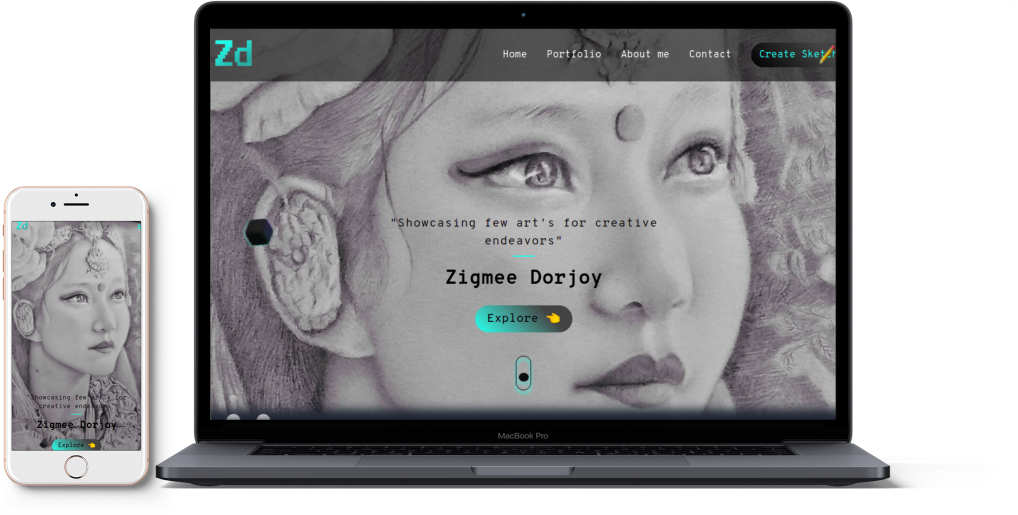 Zd
Home Portfolio About me Contact Create Sketch
"Showcasing few art's for creative
endeavors"
Zigmee Dorjoy
Explore 👈
MacBook Pro
Zd
"Showcasing few art's for
creative endeavors"
Zigmee Dorjoy
Explore 👈